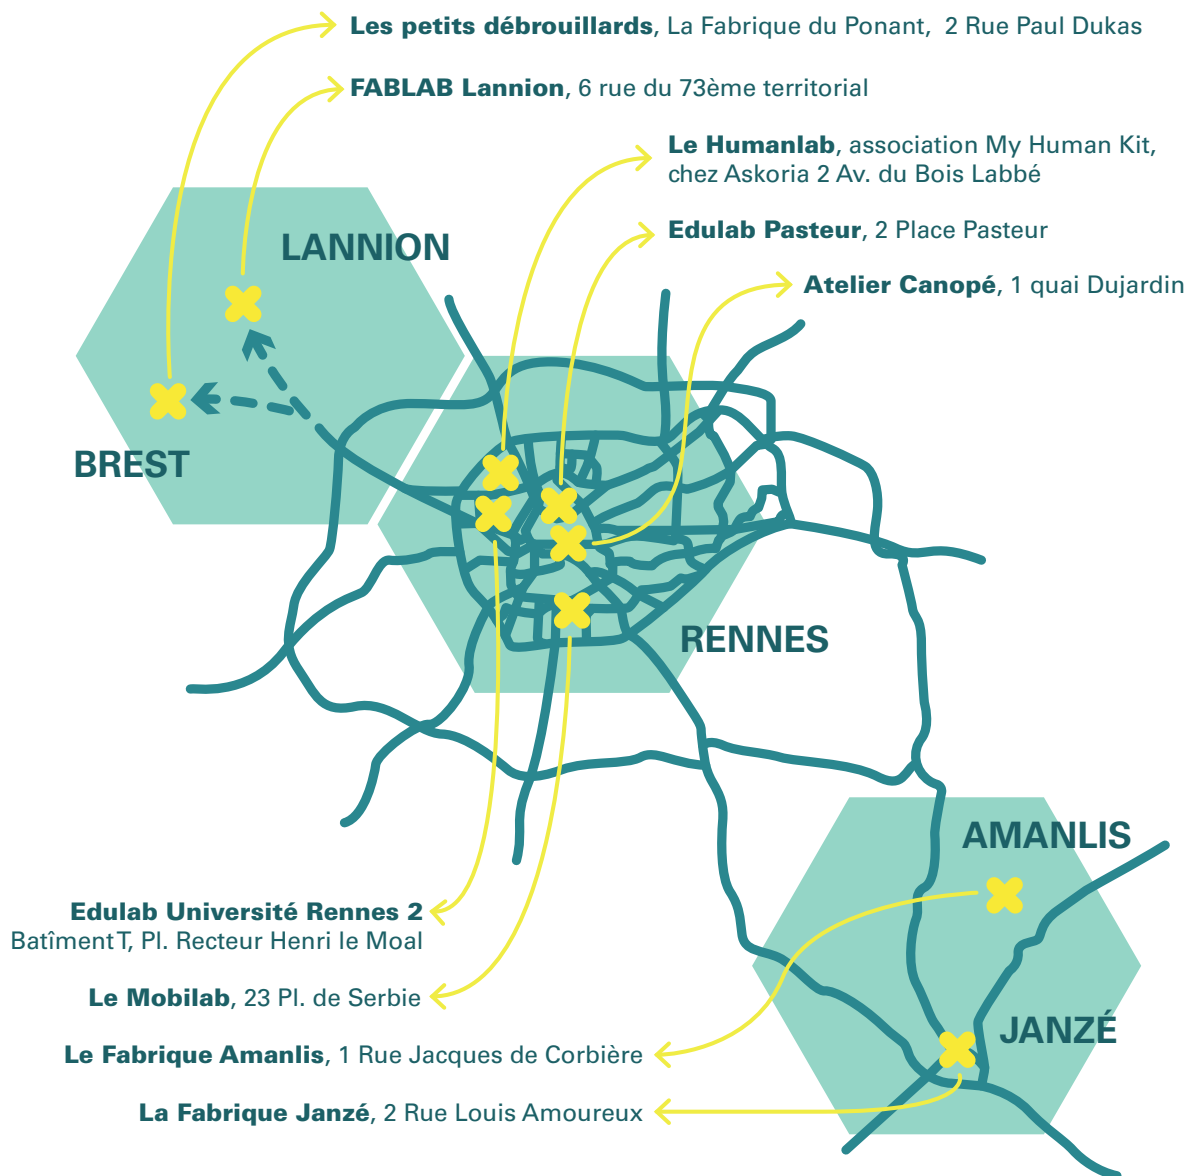 Les petits débrouillards, La Fabrique du Ponant, 2 Rue Paul Dukas
FABLAB Lannion, 6 rue du 73ème territorial
Le Humanlab, association My Human Kit,
chez Askoria 2 Av. du Bois Labbé
Edulab Pasteur, 2 Place Pasteur
Atelier Canopé, 1 quai Dujardin
LANNION
BREST
RENNES
AMANLIS
JANZÉ
Edulab Université Rennes 2
Batîment T, Pl. Recteur Henri le Moal
Le Mobilab, 23 Pl. de Serbie
Le Fabrique Amanlis, 1 Rue Jacques de Corbière
La Fabrique Janzé, 2 Rue Louis Amoureux